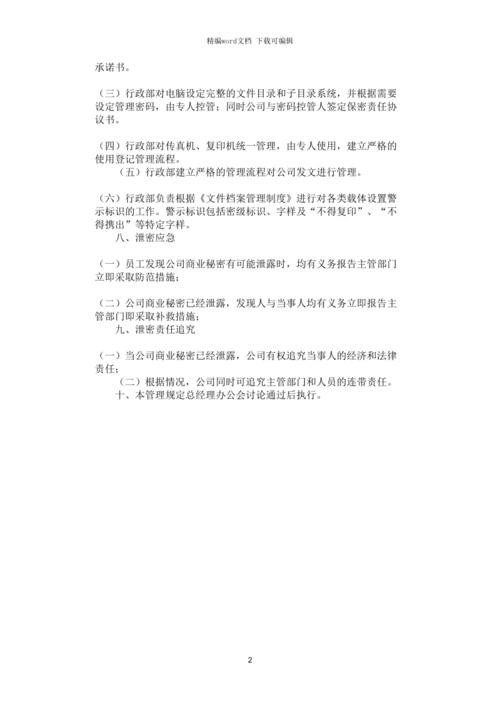 精编word文档 下载可编辑
承诺书。
（三）行政部对电脑设定完整的文件目录和子目录系统，并根据需要
设定管理密码，由专人控管；同时公司与密码控管人签定保密责任协
议书。
（四）行政部对传真机、复印机统一管理，由专人使用，建立严格的
使用登记管理流程。
（五）行政部建立严格的管理流程对公司发文进行管理。
（六）行政部负责根据《文件档案管理制度》进行对各类载体设置警
示标识的工作。警示标识包括密级标识、字样及“不得复印”、“不
得携出”等特定字样。
八、泄密应急
（一）员工发现公司商业秘密有可能泄露时，均有义务报告主管部门
立即采取防范措施；
（二）公司商业秘密已经泄露，发现人与当事人均有义务立即报告主
管部门即采取补救措施；
九、泄密责任追究
（一）当公司商业秘密已经泄露，公司有权追究当事人的经济和法律
责任；
（二）根据情况，公司同时可追究主管部门和人员的连带责任。
十、本管理规定总经理办公会讨论通过后执行。
2